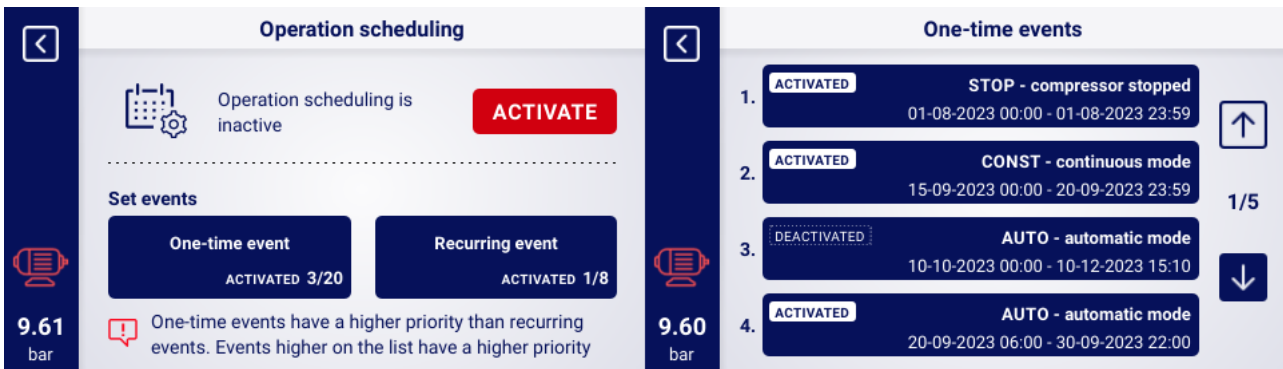 Operation scheduling
Operation scheduling is
inactive
ACTIVATE
Set events
One-time event
ACTIVATED 3/20
Recurring event
ACTIVATED 1/8
One-time events have a higher priority than recurring
events. Events higher on the list have a higher priority
9.61
bar
One-time events
1.
ACTIVATED
STOP - compressor stopped
01-08-2023 00:00 - 01-08-2023 23:59
2.
ACTIVATED
CONST - continuous mode
15-09-2023 00:00 - 20-09-2023 23:59
3.
DEACTIVATED
AUTO - automatic mode
10-10-2023 00:00 - 10-12-2023 15:10
4.
ACTIVATED
AUTO - automatic mode
20-09-2023 06:00 - 30-09-2023 22:00
1/5
9.60
bar